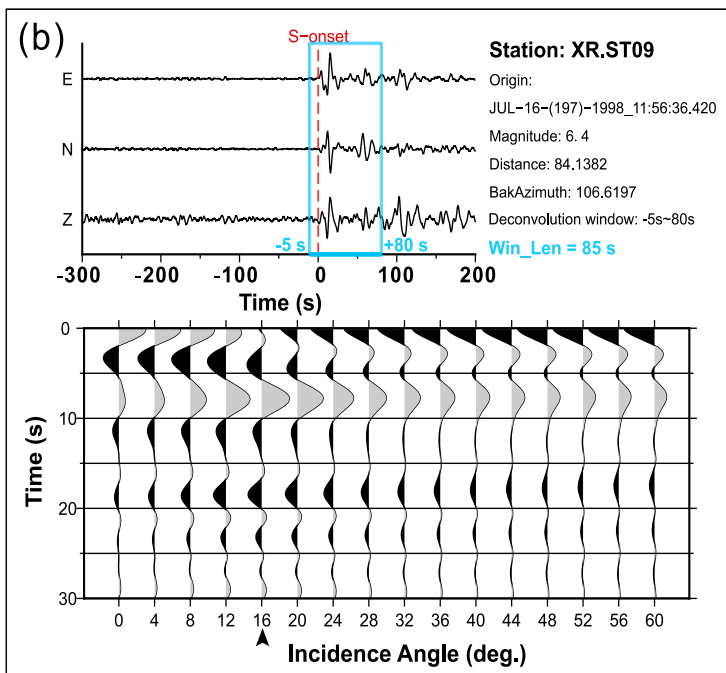 (b)
S-onset
E
N
Z
-5 s
+80 s
-300 -200 -100 0 100 200
Time (s)
Station: XR.ST09
Origin:
JUL-16-(197)-1998_11:56:36.420
Magnitude: 6. 4
Distance: 84.1382
BakAzimuth: 106.6197
Deconvolution window: -5s~80s
Win_Len = 85 s
0
10
20
30
Time (s)
0 4 8 12 16 20 24 28 32 36 40 44 48 52 56 60
Incidence Angle (deg.)